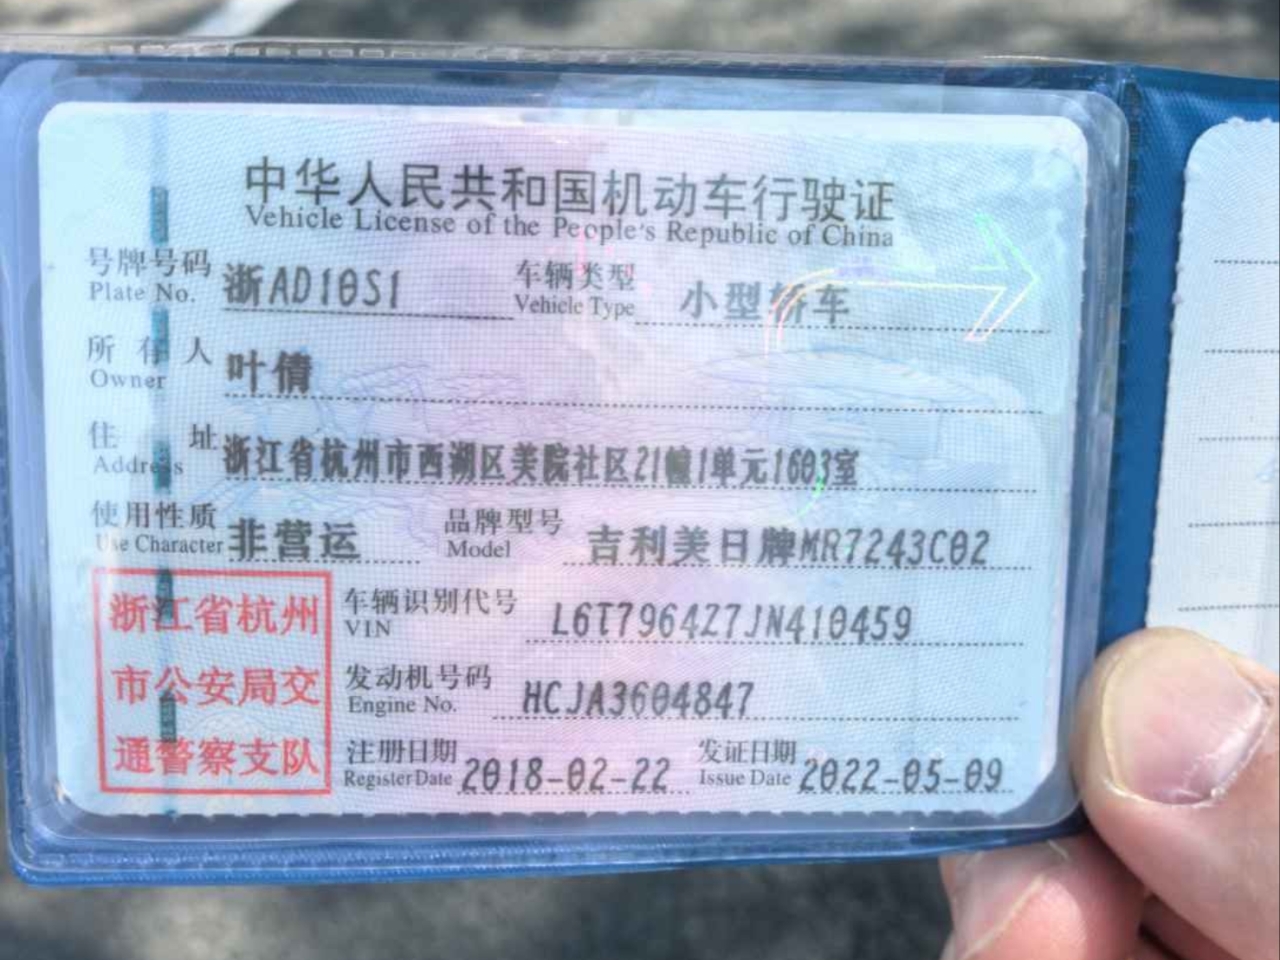 中华人民共和国机动车行驶证
Vehicle License of the People's Republic of China
号牌号码 浙AD10S1 车辆类型 小型轿车
Plate No. Vehicle Type
所有人 叶倩
Owner
住址 浙江省杭州市西湖区美院社区21幢1单元1603室
Address
使用性质 非营运 品牌型号 吉利美日牌MR7243C02
Use Character Model
浙江省杭州
市公安局交
通警察支队
车辆识别代号 L6T7964Z7JN410459
VIN
发动机号码 HCJA3604847
Engine No.
注册日期 2018-02-22 发证日期 2022-05-09
Register Date Issue Date